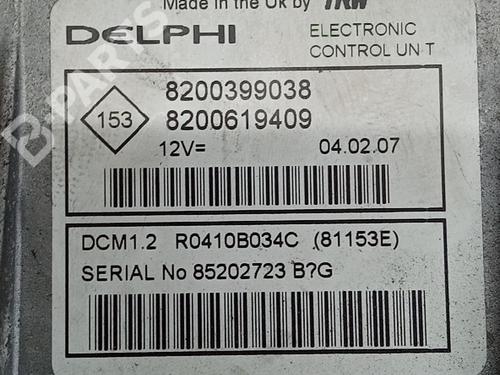 Made in the UK by TRW
DELPHI
ELECTRONIC
CONTROL UN T
153
8200399038
8200619409
12V=
04.02.07
DCM1.2 R0410B034C (81153E)
SERIAL No 85202723 B?G
B-PARTS